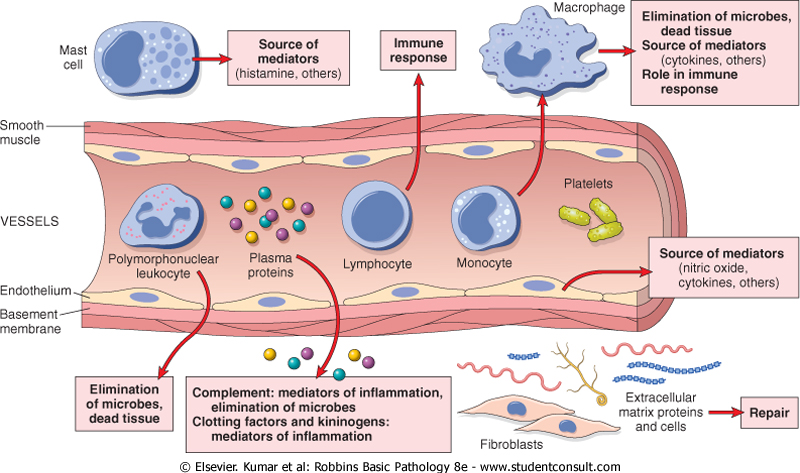 Mast
cell
Source of
mediators
(histamine, others)
Immune
response
Macrophage
Elimination of microbes,
dead tissue
Source of mediators
(cytokines, others)
Role in immune
response
Smooth
muscle
VESSELS
Polymorphonuclear
leukocyte
Plasma
proteins
Lymphocyte
Monocyte
Platelets
Endothelium
Basement
membrane
Source of mediators
(nitric oxide,
cytokines, others)
Elimination
of microbes,
dead tissue
Complement: mediators of inflammation,
elimination of microbes
Clotting factors and kininogens:
mediators of inflammation
Fibroblasts
Extracellular
matrix proteins
and cells
Repair
© Elsevier. Kumar et al: Robbins Basic Pathology 8e - www.studentconsult.com